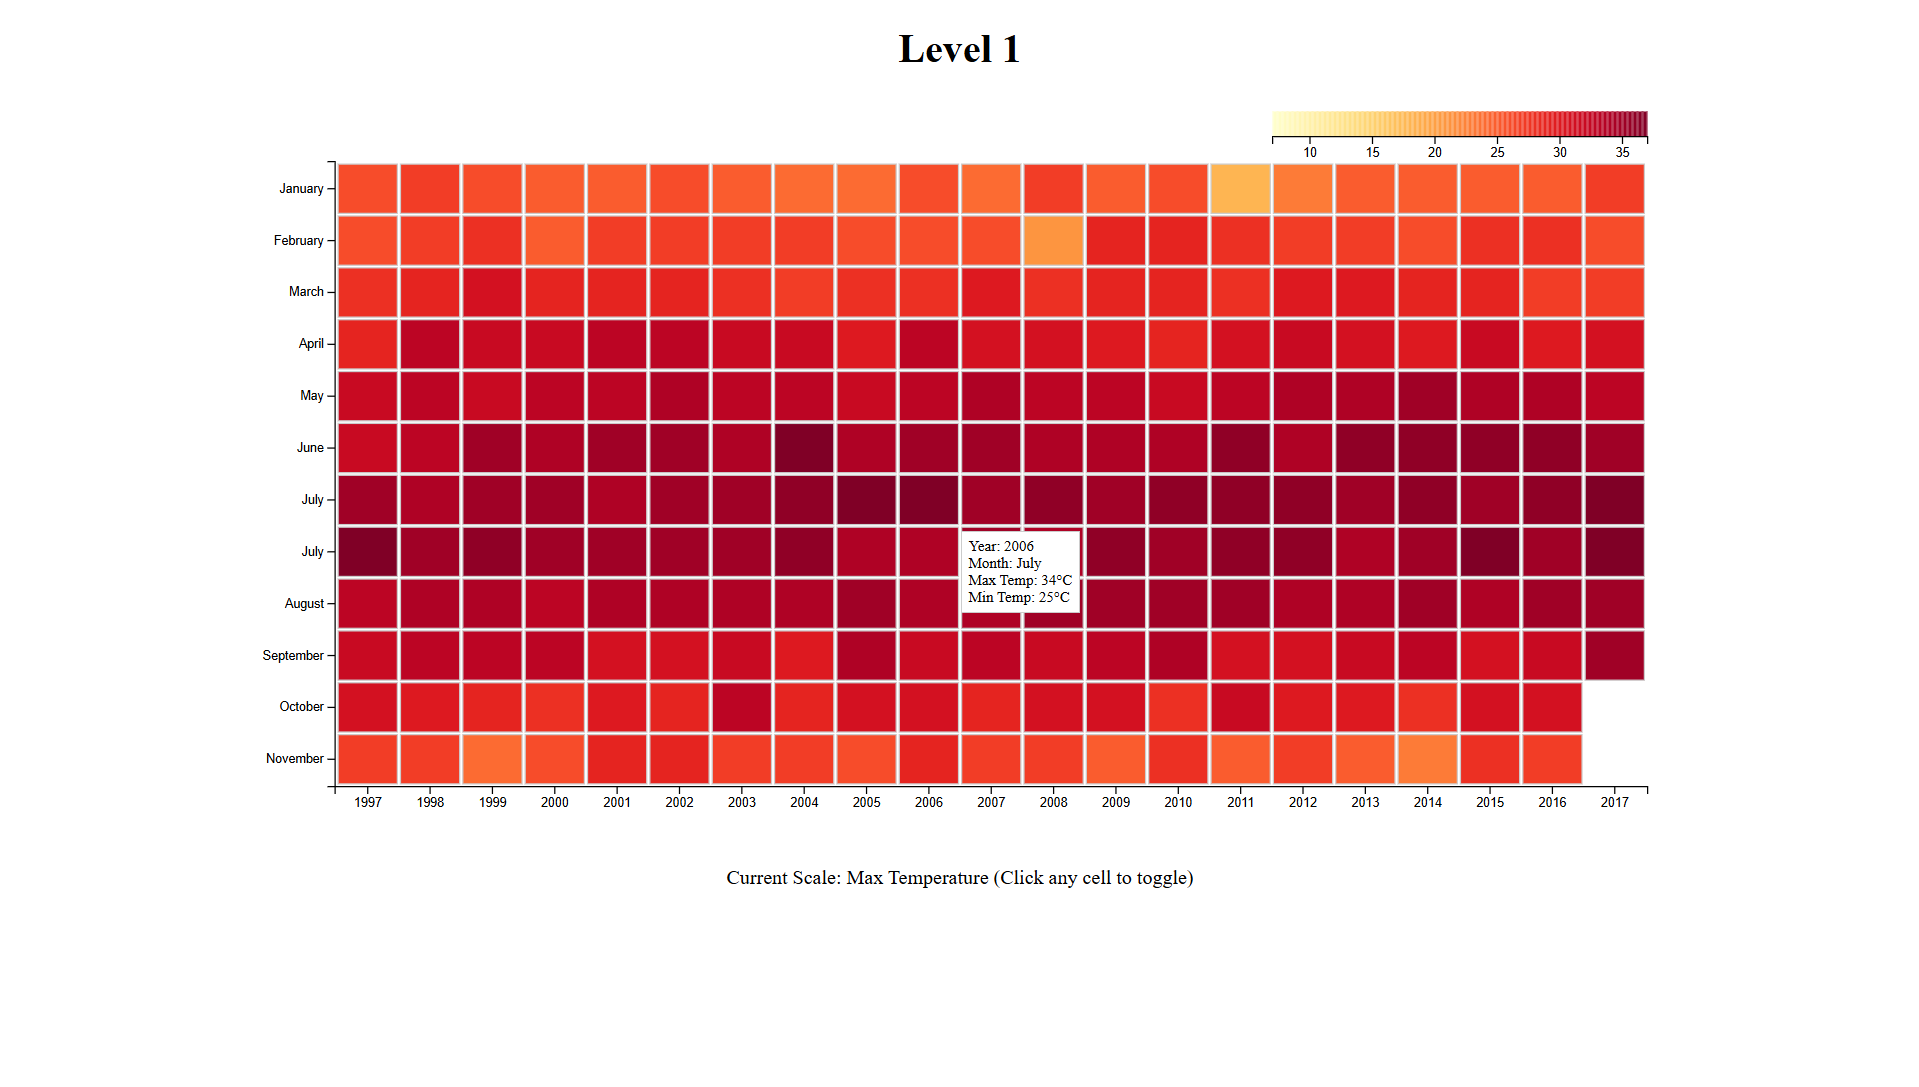 Level 1
10 15 20 25 30 35
January
February
March
April
May
June
July
July
Year: 2006
Month: July
Max Temp: 34°C
Min Temp: 25°C
August
September
October
November
1997 1998 1999 2000 2001 2002 2003 2004 2005 2006 2007 2008 2009 2010 2011 2012 2013 2014 2015 2016 2017
Current Scale: Max Temperature (Click any cell to toggle)